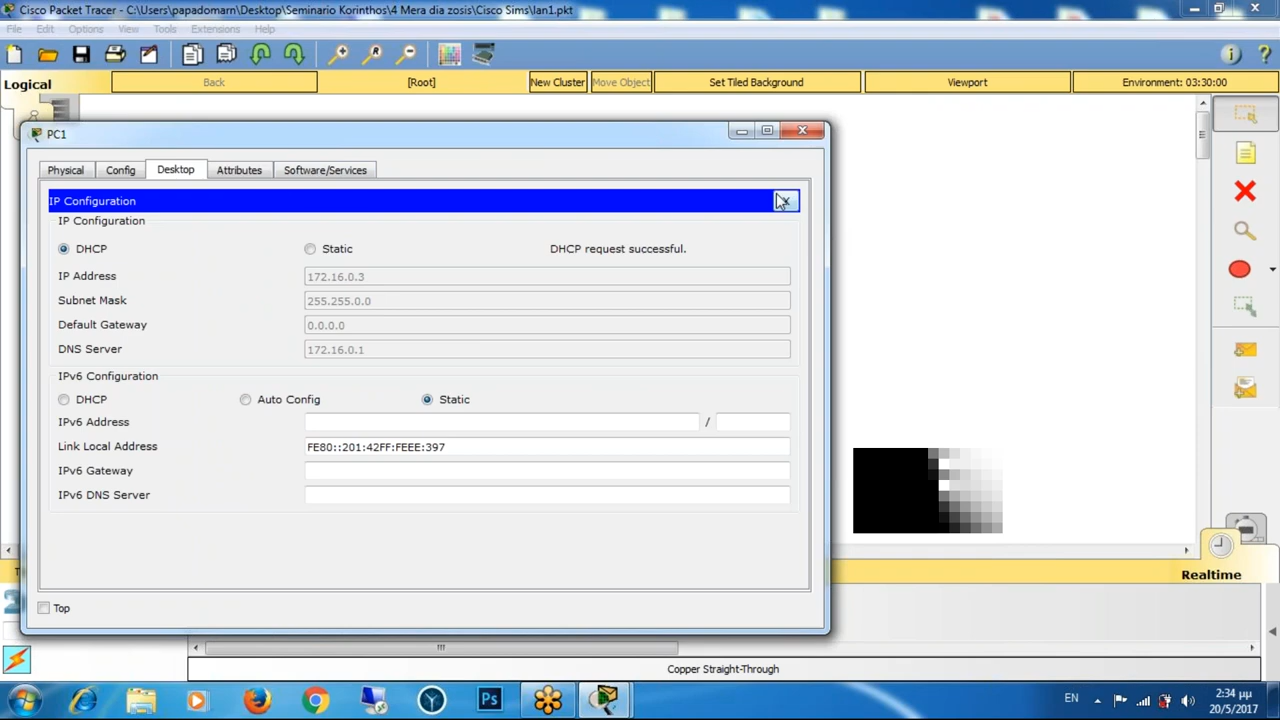 Cisco Packet Tracer - C:\Users\papadomarn\Desktop\Seminario Korinthos\4 Mera dia zosis\Cisco Sims\lan1.pkt
File Edit Options View Tools Extensions Help
Logical Back [Root] New Cluster Move Object Set Tiled Background Viewport Environment: 03:30:00
PC1
Physical Config Desktop Attributes Software/Services
IP Configuration X
IP Configuration
DHCP Static DHCP request successful.
IP Address 172.16.0.3
Subnet Mask 255.255.0.0
Default Gateway 0.0.0.0
DNS Server 172.16.0.1
IPv6 Configuration
DHCP Auto Config Static
IPv6 Address /
Link Local Address FE80::201:42FF:FEEE:397
IPv6 Gateway
IPv6 DNS Server
Realtime
Top
Copper Straight-Through
Ps EN 2:34 μμ
20/5/2017